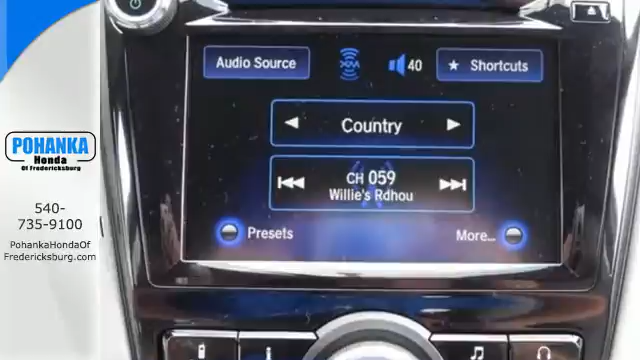 Audio Source
XM
40
★ Shortcuts
Country
CH 059
Willie's Rdhou
Presets
More...
POHANKA
Honda
Of Fredericksburg
540-
735-9100
PohankaHondaOf
Fredericksburg.com